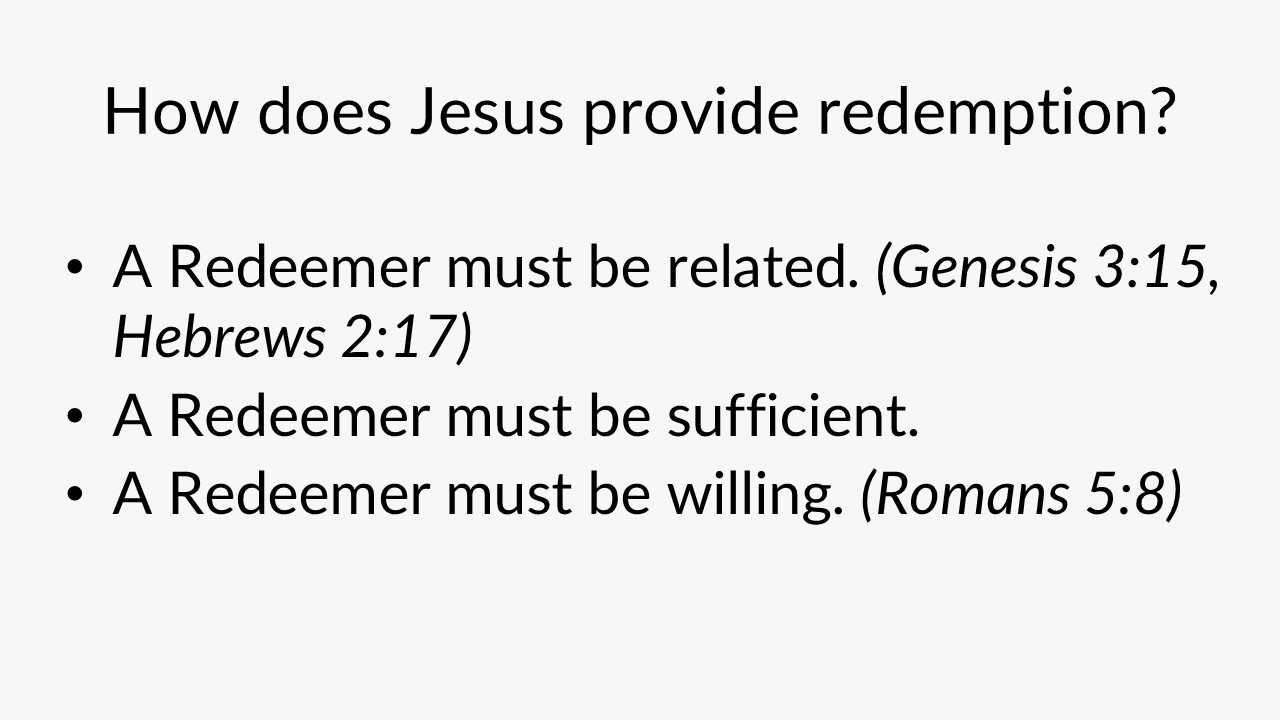 How does Jesus provide redemption?
• A Redeemer must be related. (Genesis 3:15,
Hebrews 2:17)
• A Redeemer must be sufficient.
• A Redeemer must be willing. (Romans 5:8)